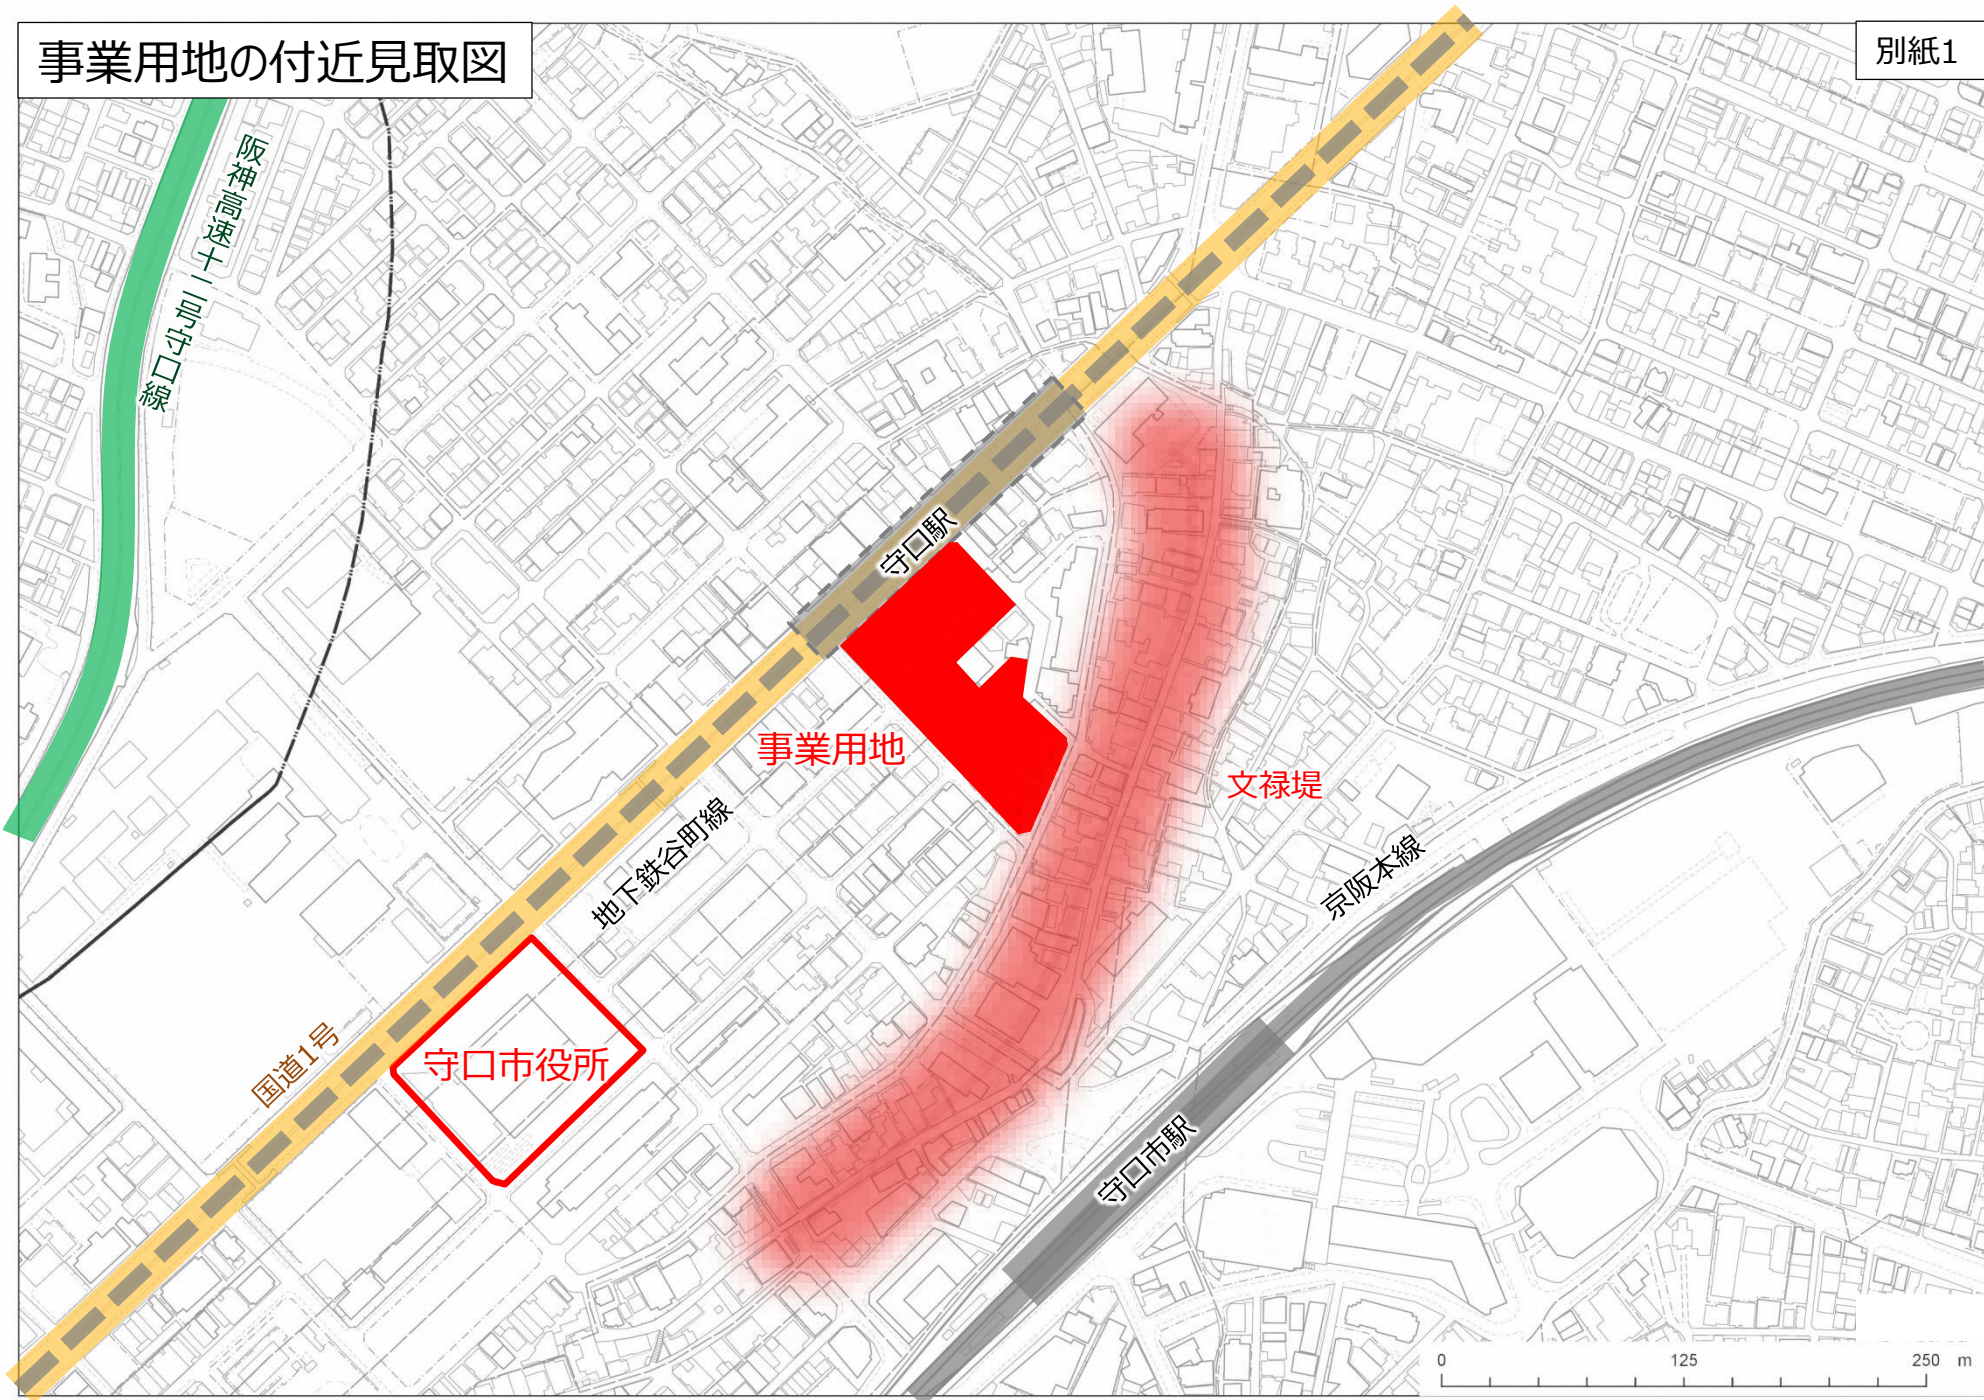 事業用地の付近見取図
別紙1
阪神高速十二号守口線
守口駅
事業用地
文禄堤
地下鉄谷町線
京阪本線
国道1号
守口市役所
守口市駅
0 125 250 m